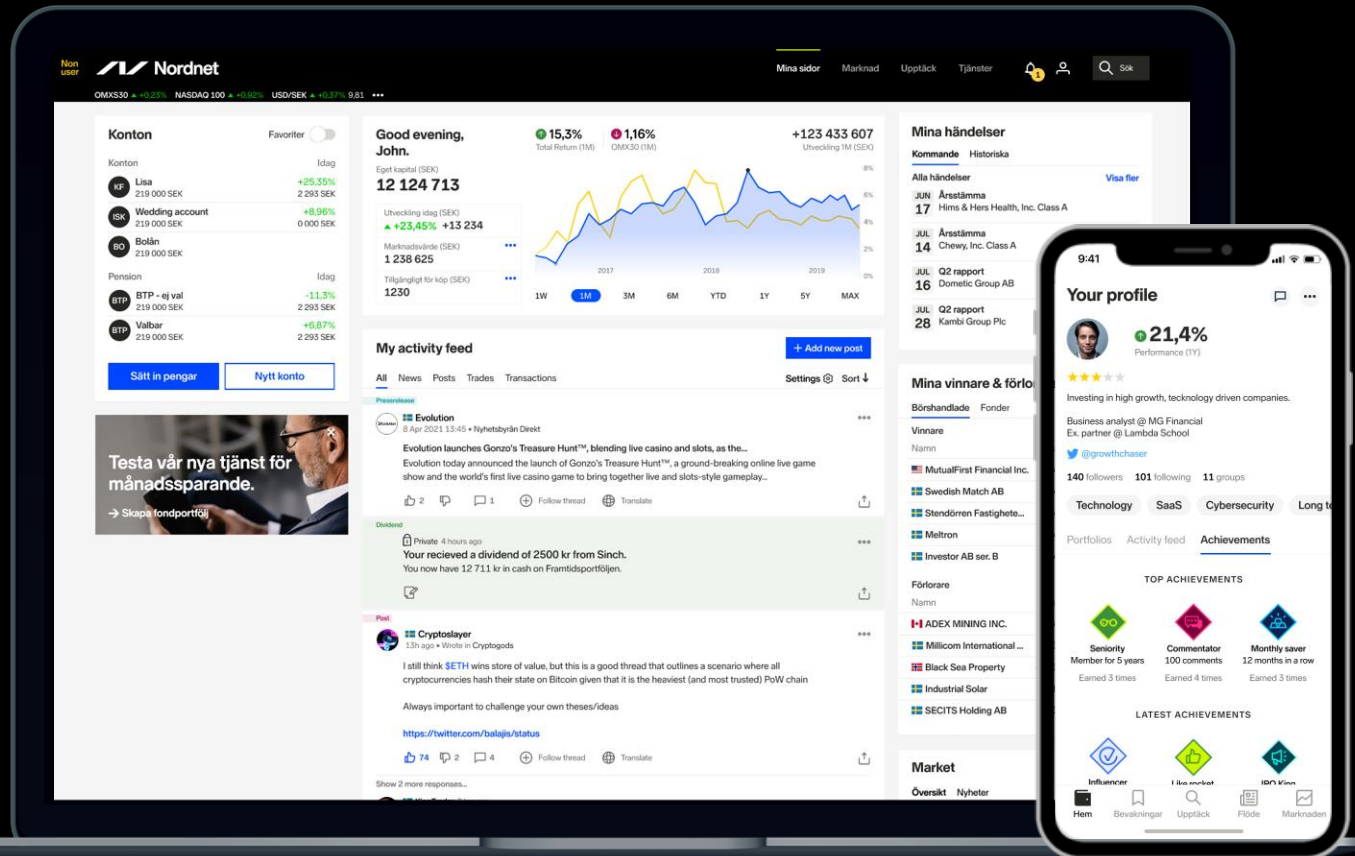 Non
user
Nordnet
Mina sidor Marknad Upptäck Tjänster 1 Sök
OMXS30 ▲ +0,23% NASDAQ 100 ▲ +0,92% USD/SEK ▲ +0.37% 9,81 •••
Konton Favoriter
Konton Idag
KF Lisa +25,35%
219 000 SEK 2 293 SEK
ISK Wedding account +8,96%
219 000 SEK 0 000 SEK
BO Bolån
219 000 SEK
Pension Idag
BTP BTP - ej val -11,3%
219 000 SEK 2 293 SEK
BTP Valbar +6,87%
219 000 SEK 2 293 SEK
Sätt in pengar Nytt konto
Testa vår nya tjänst för
månadssparande.
→ Skapa fondportfölj
Good evening,
John.
15,3% 1,16% +123 433 607
Total Return (1M) OMX30 (1M) Utveckling 1M (SEK)
Eget kapital (SEK)
12 124 713
Utveckling idag (SEK)
▲ +23,45% +13 234
Marknadsvärde (SEK) •••
1 238 625
Tillgängligt för köp (SEK) •••
1230
8%
6%
4%
2%
0%
2017 2018 2019
1W 1M 3M 6M YTD 1Y 5Y MAX
My activity feed + Add new post
All News Posts Trades Transactions Settings Sort ↓
Pressrelease
Evolution
8 Apr 2021 13:45 • Nyhetsbyrån Direkt
Evolution launches Gonzo's Treasure Hunt™, blending live casino and slots, as the...
Evolution today announced the launch of Gonzo's Treasure Hunt™, a ground-breaking online live game
show and the world's first live casino game to bring together live and slots-style gameplay...
2 1 Follow thread Translate
Dividend
Private 4 hours ago
Your recieved a dividend of 2500 kr from Sinch.
You now have 12 711 kr in cash on Framtidsportföljen.
Post
Cryptoslayer
13h ago • Wrote in Cryptogods
I still think $ETH wins store of value, but this is a good thread that outlines a scenario where all
cryptocurrencies hash their state on Bitcoin given that it is the heaviest (and most trusted) PoW chain
Always important to challenge your own theses/ideas
https://twitter.com/balajis/status
74 2 4 Follow thread Translate
Show 2 more responses...
Mina händelser
Kommande Historiska
Alla händelser Visa fler
JUN Årsstämma
17 Hims & Hers Health, Inc. Class A
JUL Årsstämma
14 Chewy, Inc. Class A
JUL Q2 rapport
16 Dometic Group AB
JUL Q2 rapport
28 Kambi Group Plc
Mina vinnare & förlo
Börshandlade Fonder
Vinnare
Namn
MutualFirst Financial Inc.
Swedish Match AB
Stendörren Fastighete...
Meltron
Investor AB ser. B
Förlorare
Namn
ADEX MINING INC.
Millicom International ...
Black Sea Property
Industrial Solar
SECITS Holding AB
Market
Översikt Nyheter
9:41
Your profile •••
21,4%
Performance (1Y)
Investing in high growth, tecknology driven companies.
Business analyst @ MG Financial
Ex. partner @ Lambda School
@growthchaser
140 followers 101 following 11 groups
Technology SaaS Cybersecurity Long te
Portfolios Activity feed Achievements
TOP ACHIEVEMENTS
Seniority Commentator Monthly saver
Member for 5 years 100 comments 12 months in a row
Earned 3 times Earned 4 times Earned 3 times
LATEST ACHIEVEMENTS
Influencer Like rocket IPO King
Hem Bevakningar Upptäck Flöde Marknaden